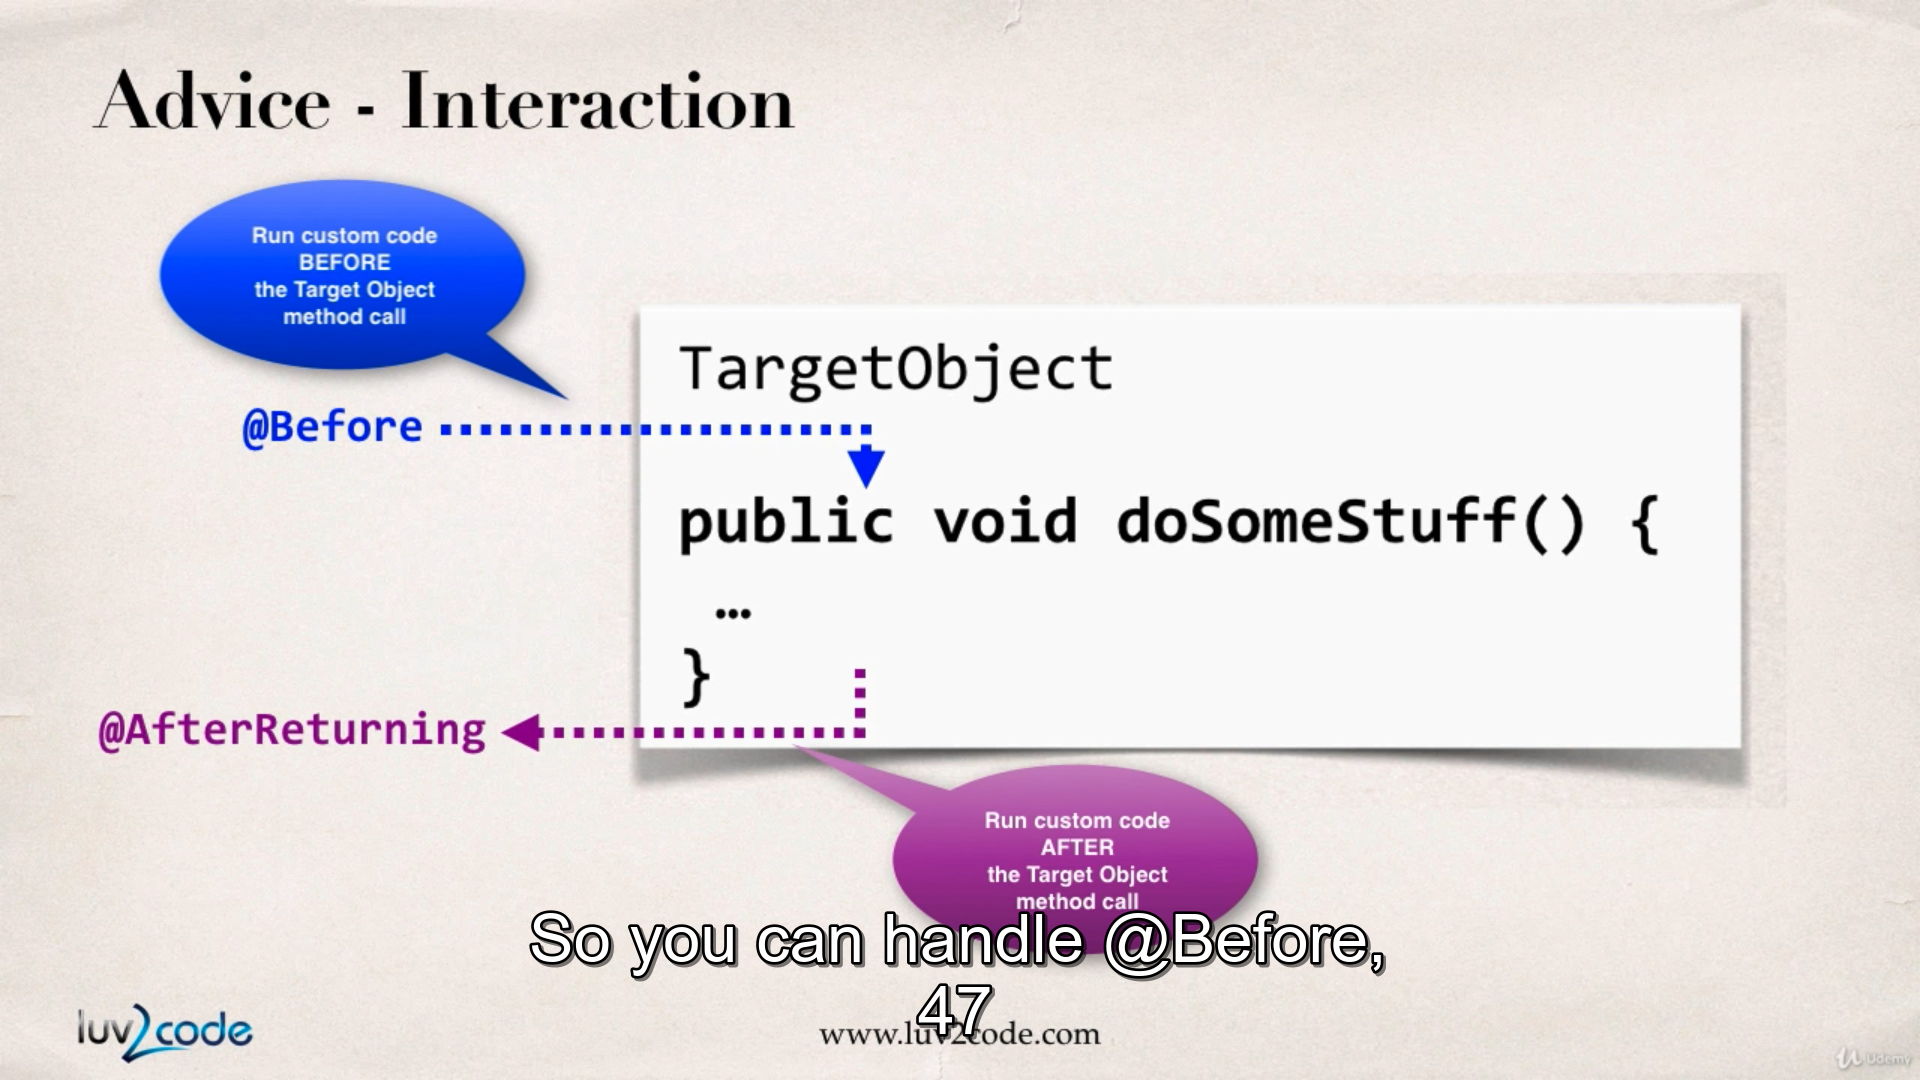 Advice - Interaction
Run custom code
BEFORE
the Target Object
method call
TargetObject
@Before
public void doSomeStuff() {
…
}
@AfterReturning
Run custom code
AFTER
the Target Object
method call
So you can handle @Before,
47
luv2code
www.luv2code.com
Udemy